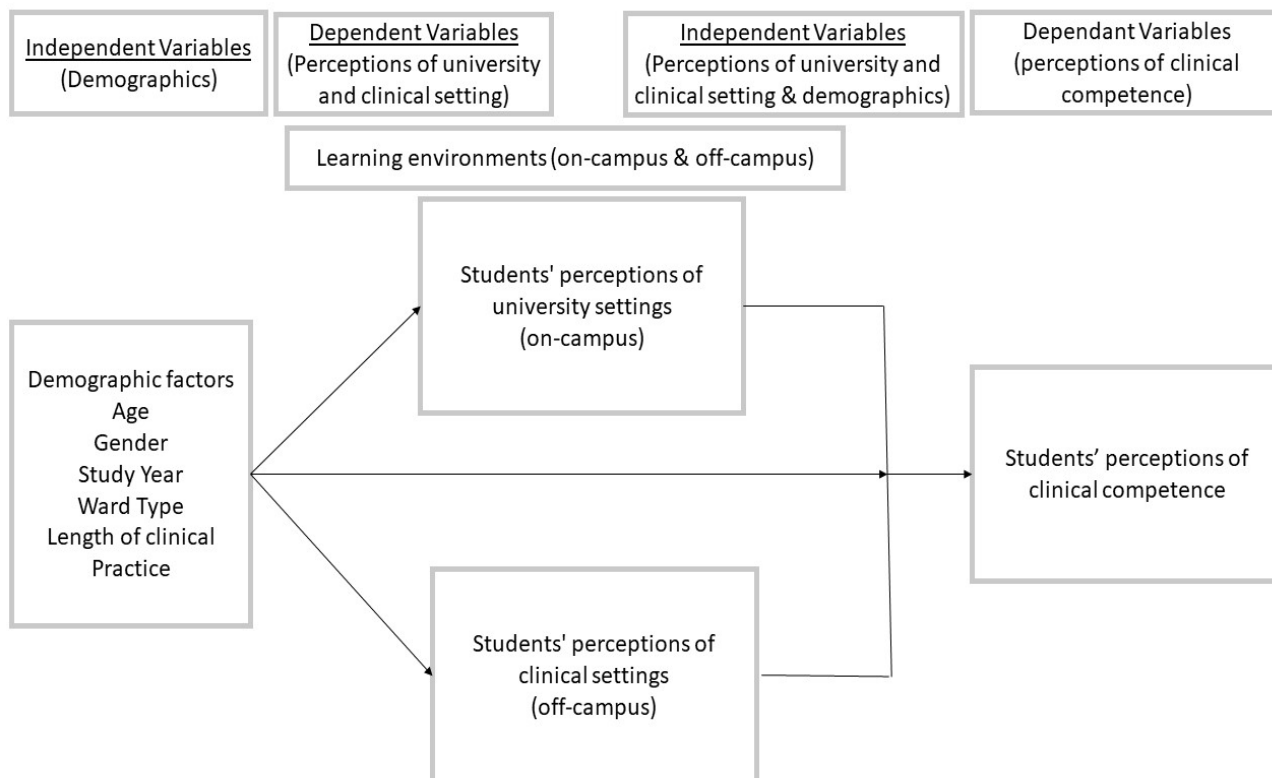 Independent Variables
(Demographics)
Dependent Variables
(Perceptions of university
and clinical setting)
Independent Variables
(Perceptions of university and
clinical setting & demographics)
Dependant Variables
(perceptions of clinical
competence)
Learning environments (on-campus & off-campus)
Students' perceptions of
university settings
(on-campus)
Demographic factors
Age
Gender
Study Year
Ward Type
Length of clinical
Practice
Students’ perceptions of
clinical competence
Students' perceptions of
clinical settings
(off-campus)